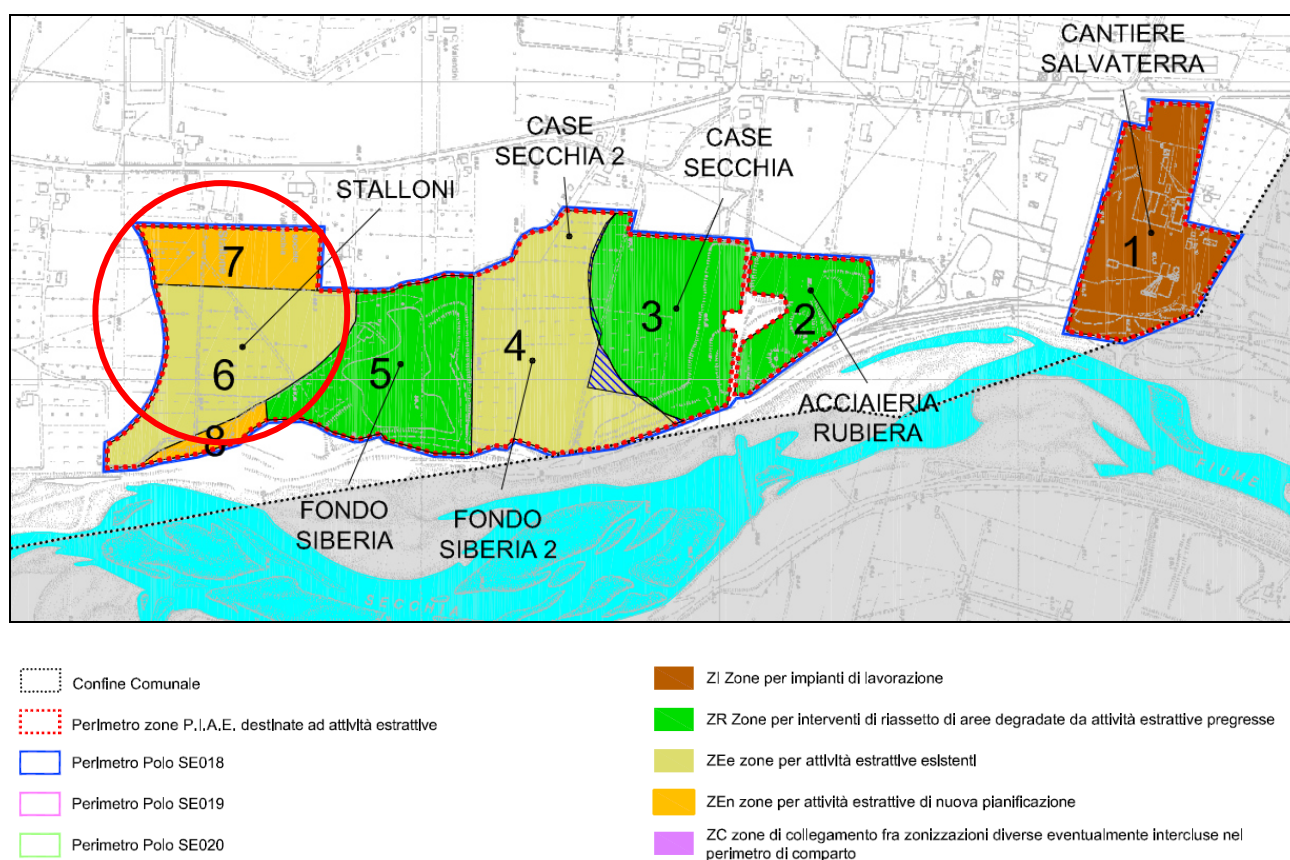 CANTIERE
SALVATERRA
CASE
SECCHIA 2
CASE
SECCHIA
STALLONI
7
1
3
2
6
5
4
8
ACCIAIERIA
RUBIERA
FONDO
SIBERIA
FONDO
SIBERIA 2
FIUME
SECCHIA
Confine Comunale
Perimetro zone P.I.A.E. destinate ad attività estrattive
Perimetro Polo SE018
Perimetro Polo SE019
Perimetro Polo SE020
ZI Zone per impianti di lavorazione
ZR Zone per interventi di riassetto di aree degradate da attività estrattive pregresse
ZEe zone per attività estrattive esistenti
ZEn zone per attività estrattive di nuova pianificazione
ZC zone di collegamento fra zonizzazioni diverse eventualmente intercluse nel
perimetro di comparto